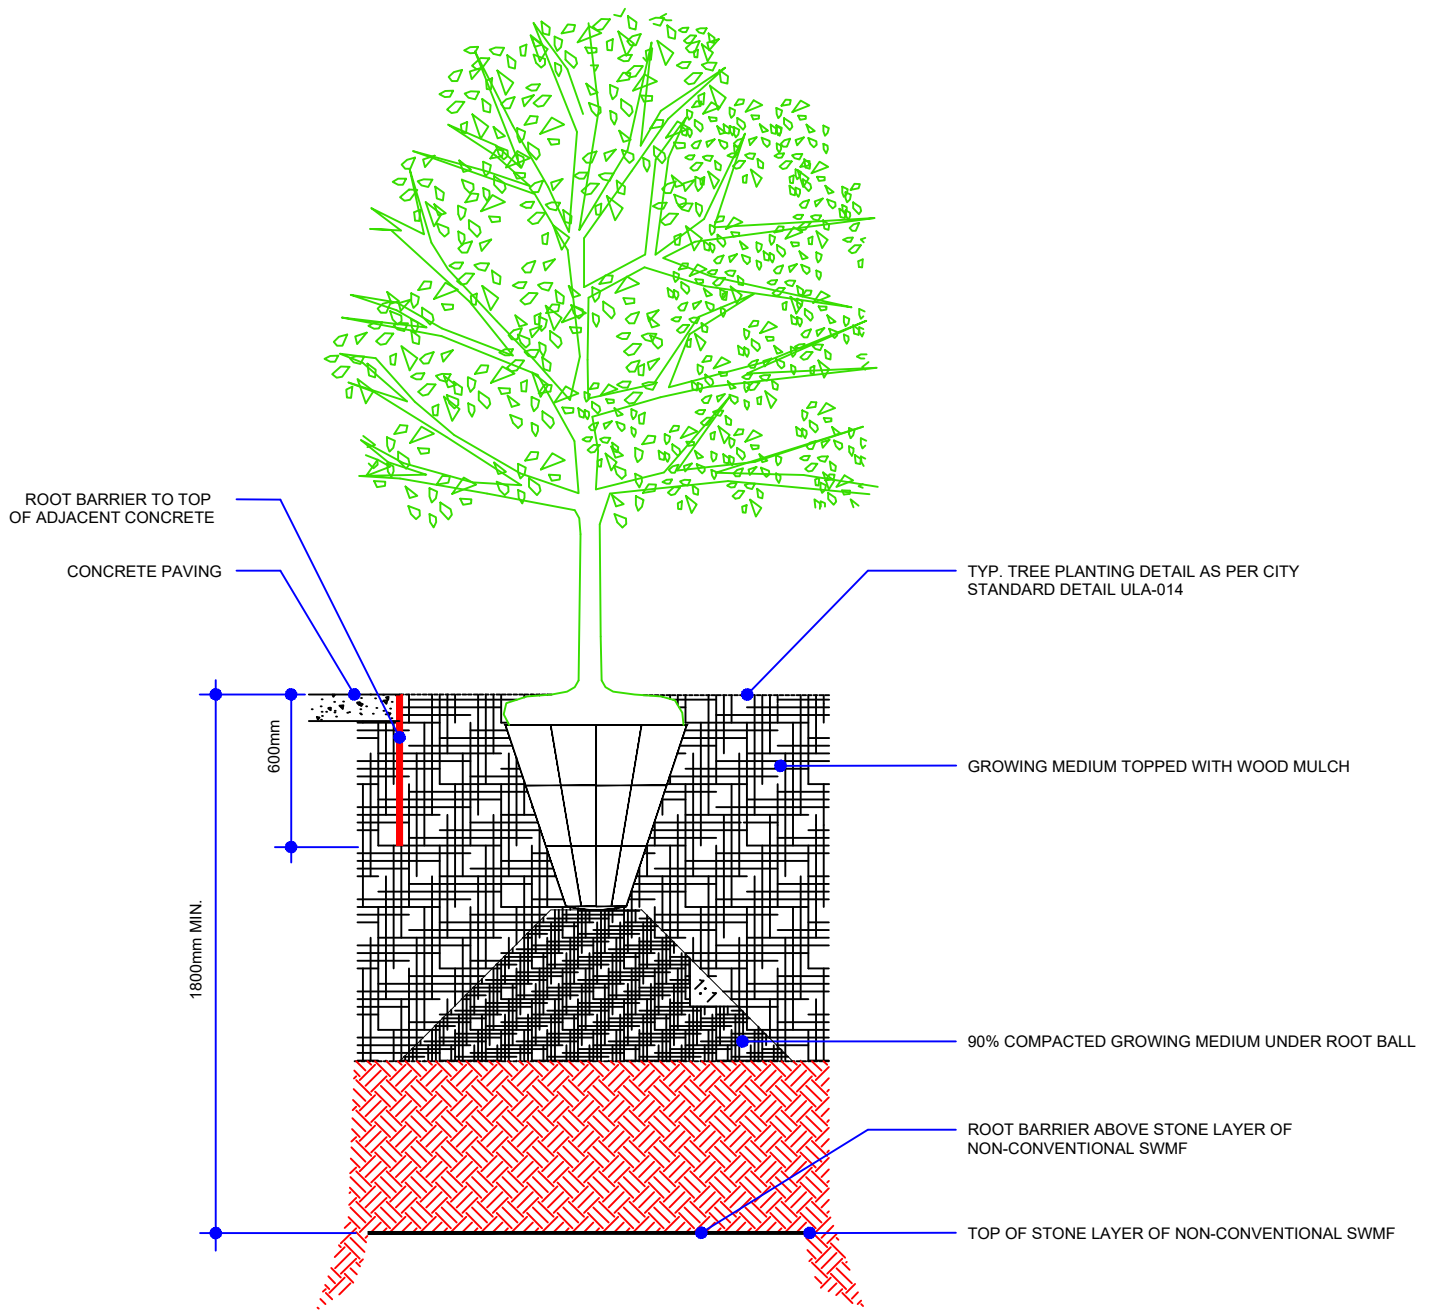 ROOT BARRIER TO TOP
OF ADJACENT CONCRETE
CONCRETE PAVING
TYP. TREE PLANTING DETAIL AS PER CITY
STANDARD DETAIL ULA-014
600mm
GROWING MEDIUM TOPPED WITH WOOD MULCH
1800mm MIN.
1:1
90% COMPACTED GROWING MEDIUM UNDER ROOT BALL
ROOT BARRIER ABOVE STONE LAYER OF
NON-CONVENTIONAL SWMF
TOP OF STONE LAYER OF NON-CONVENTIONAL SWMF